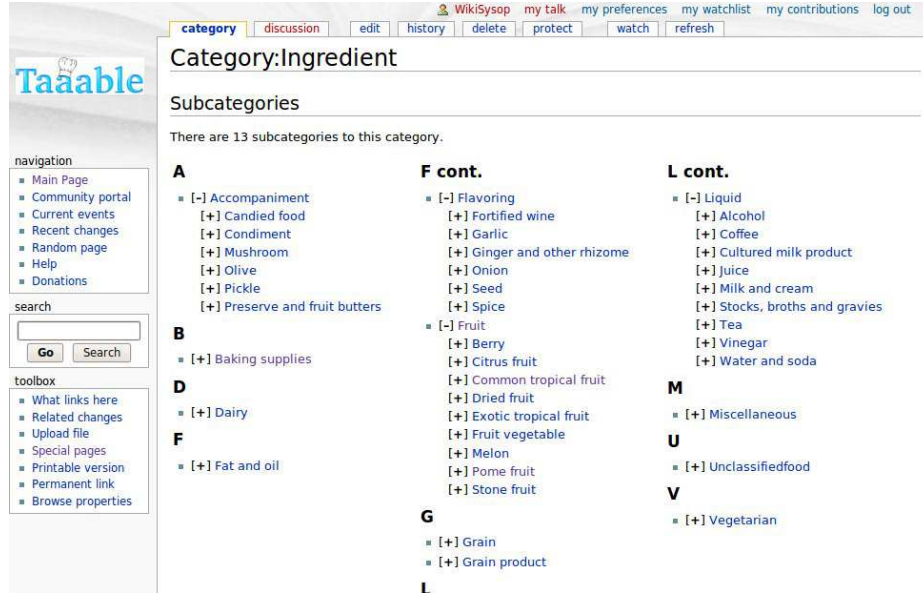 WikiSysop my talk my preferences my watchlist my contributions log out
category discussion edit history delete protect watch refresh
Taaable
Category:Ingredient
Subcategories
There are 13 subcategories to this category.
navigation
Main Page
Community portal
Current events
Recent changes
Random page
Help
Donations
search
Go Search
toolbox
What links here
Related changes
Upload file
Special pages
Printable version
Permanent link
Browse properties
A
[-] Accompaniment
[+] Candied food
[+] Condiment
[+] Mushroom
[+] Olive
[+] Pickle
[+] Preserve and fruit butters
B
[+] Baking supplies
D
[+] Dairy
F
[+] Fat and oil
F cont.
[-] Flavoring
[+] Fortified wine
[+] Garlic
[+] Ginger and other rhizome
[+] Onion
[+] Seed
[+] Spice
[-] Fruit
[+] Berry
[+] Citrus fruit
[+] Common tropical fruit
[+] Dried fruit
[+] Exotic tropical fruit
[+] Fruit vegetable
[+] Melon
[+] Pome fruit
[+] Stone fruit
G
[+] Grain
[+] Grain product
L
L cont.
[-] Liquid
[+] Alcohol
[+] Coffee
[+] Cultured milk product
[+] Juice
[+] Milk and cream
[+] Stocks, broths and gravies
[+] Tea
[+] Vinegar
[+] Water and soda
M
[+] Miscellaneous
U
[+] Unclassifiedfood
V
[+] Vegetarian